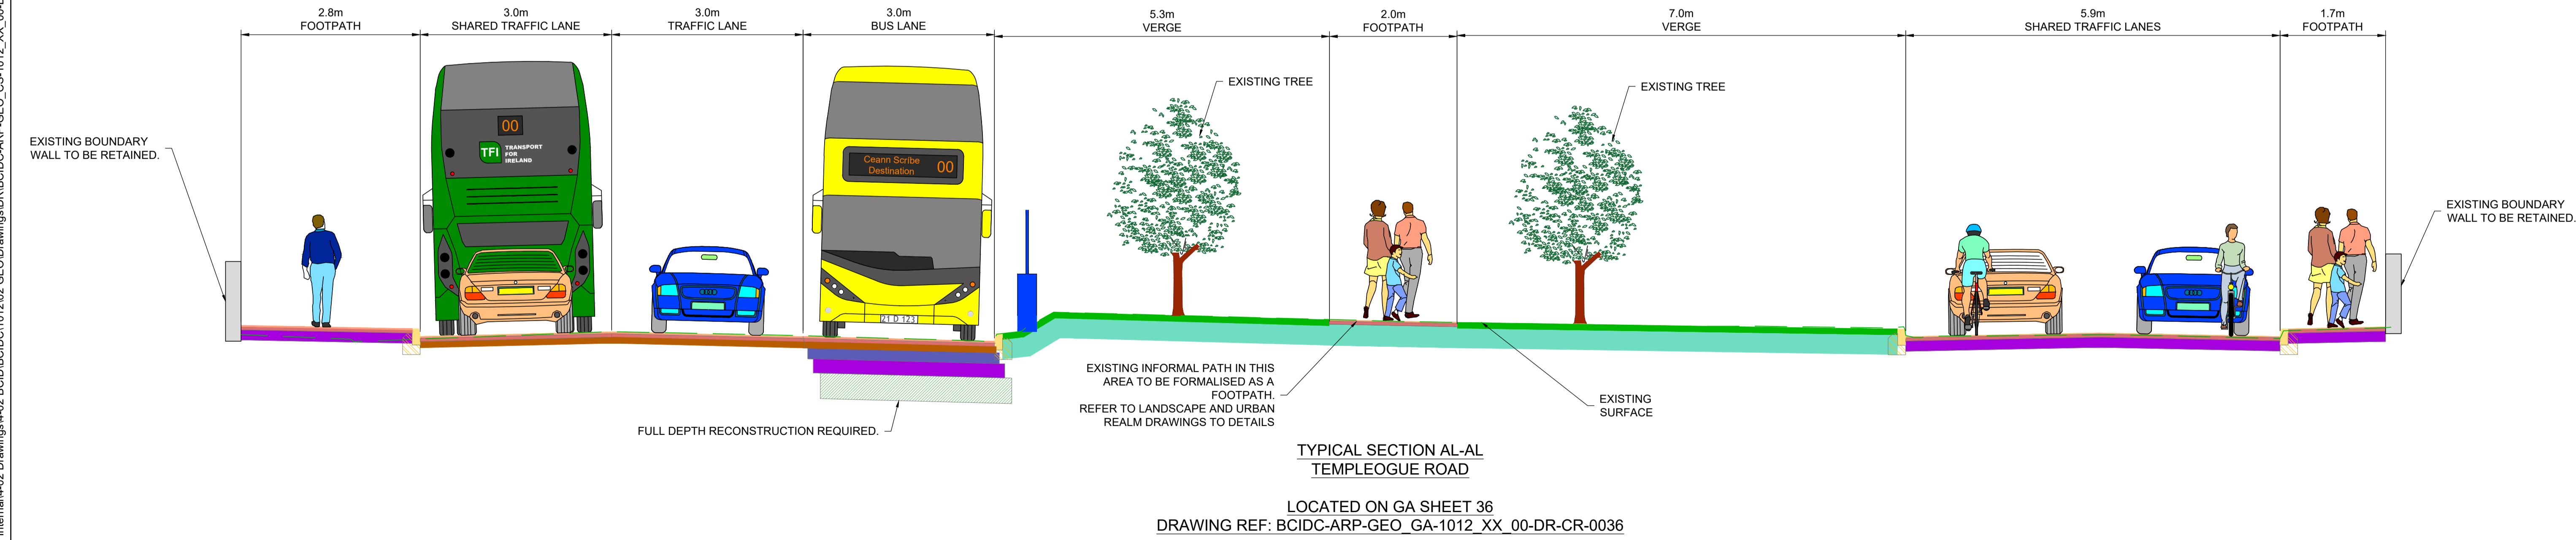 2.8m
FOOTPATH
3.0m
SHARED TRAFFIC LANE
3.0m
TRAFFIC LANE
3.0m
BUS LANE
5.3m
VERGE
2.0m
FOOTPATH
7.0m
VERGE
5.9m
SHARED TRAFFIC LANES
1.7m
FOOTPATH
EXISTING BOUNDARY
WALL TO BE RETAINED.
00
TFI
TRANSPORT
FOR
IRELAND
Ceann Scríbe
Destination
00
21 D 123
EXISTING TREE
EXISTING TREE
EXISTING BOUNDARY
WALL TO BE RETAINED.
FULL DEPTH RECONSTRUCTION REQUIRED.
EXISTING INFORMAL PATH IN THIS
AREA TO BE FORMALISED AS A
FOOTPATH.
REFER TO LANDSCAPE AND URBAN
REALM DRAWINGS TO DETAILS
EXISTING
SURFACE
TYPICAL SECTION AL-AL
TEMPLEOGUE ROAD
LOCATED ON GA SHEET 36
DRAWING REF: BCIDC-ARP-GEO_GA-1012_XX_00-DR-CR-0036